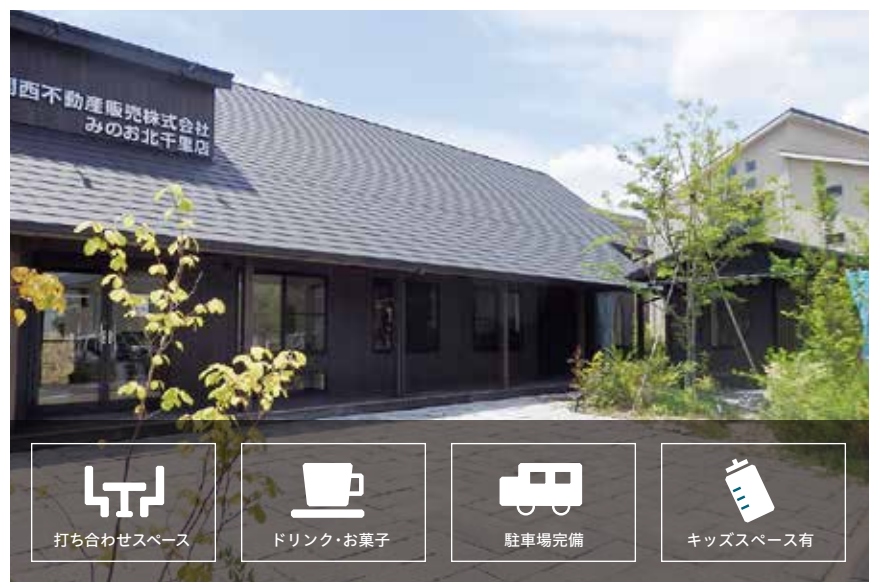 西不動産販売株式会社
みのお北千里店
打ち合わせスペース
ドリンク・お菓子
駐車場完備
キッズスペース有